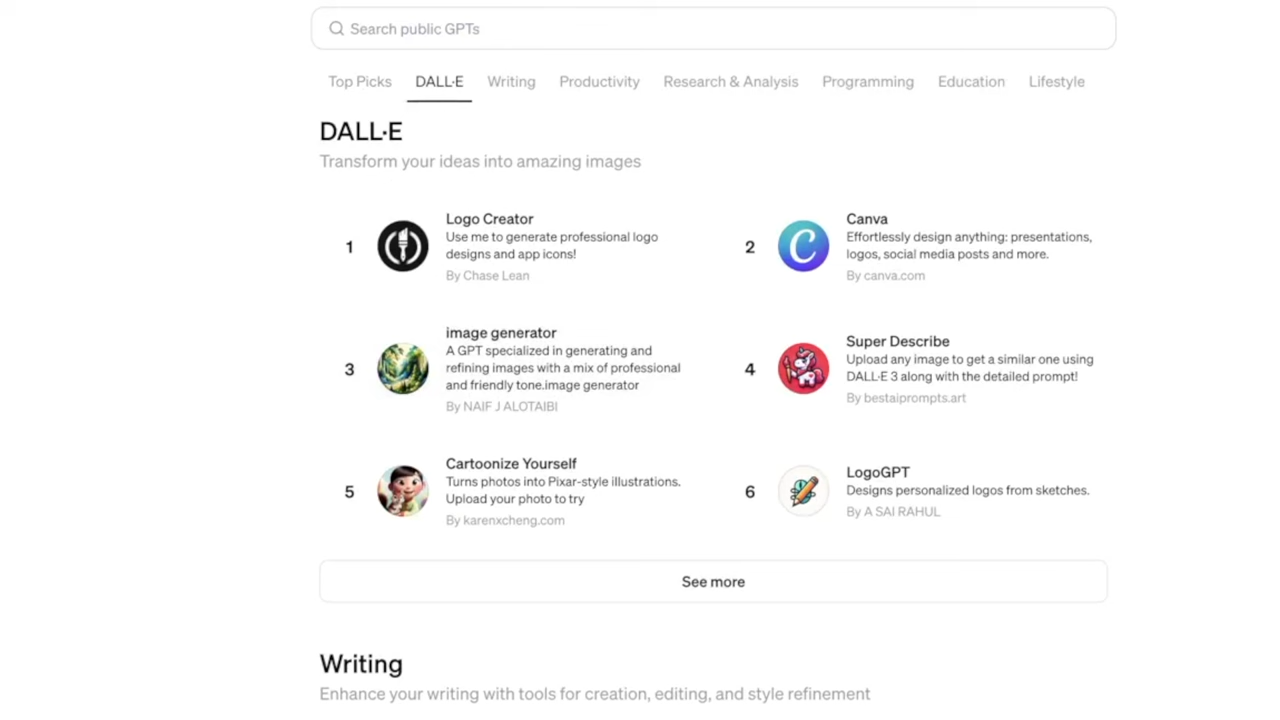 Search public GPTs
Top Picks DALL·E Writing Productivity Research & Analysis Programming Education Lifestyle
DALL·E
Transform your ideas into amazing images
1
Logo Creator
Use me to generate professional logo
designs and app icons!
By Chase Lean
2
C
Canva
Effortlessly design anything: presentations,
logos, social media posts and more.
By canva.com
3
image generator
A GPT specialized in generating and
refining images with a mix of professional
and friendly tone.image generator
By NAIF J ALOTAIBI
4
Super Describe
Upload any image to get a similar one using
DALL·E 3 along with the detailed prompt!
By bestaiprompts.art
5
Cartoonize Yourself
Turns photos into Pixar-style illustrations.
Upload your photo to try
By karenxcheng.com
6
LogoGPT
Designs personalized logos from sketches.
By A SAI RAHUL
See more
Writing
Enhance your writing with tools for creation, editing, and style refinement